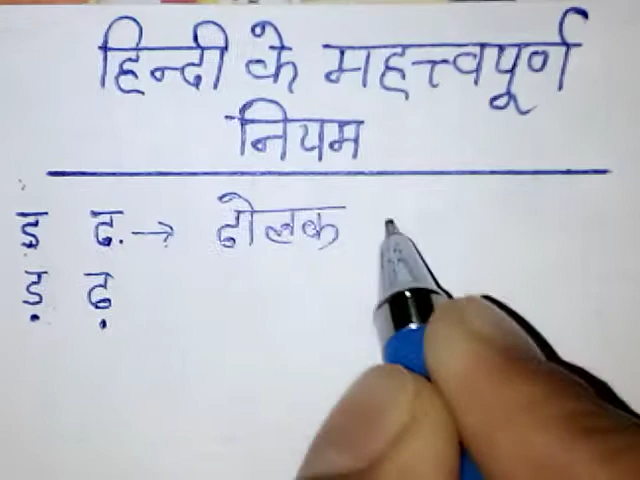 हिन्दी के महत्त्वपूर्ण
नियम
ड ढ → ढोलक
ड़ ढ़